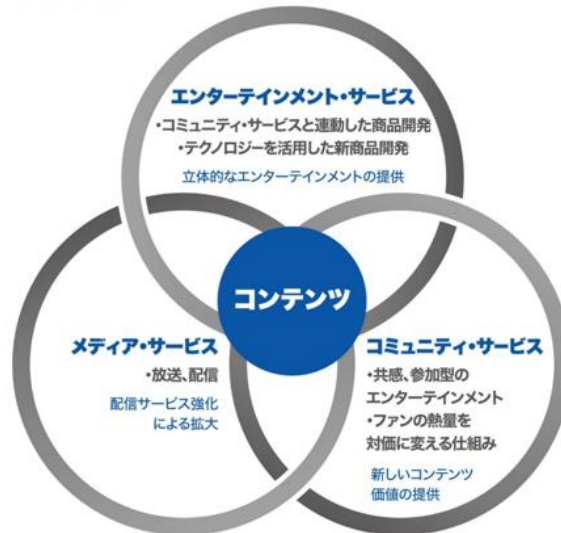 エンターテインメント・サービス
・コミュニティ・サービスと連動した商品開発
・テクノロジーを活用した新商品開発
立体的なエンターテインメントの提供
コンテンツ
メディア・サービス
・放送、配信
配信サービス強化
による拡大
コミュニティ・サービス
・共感、参加型の
エンターテインメント
・ファンの熱量を
対価に変える仕組み
新しいコンテンツ
価値の提供